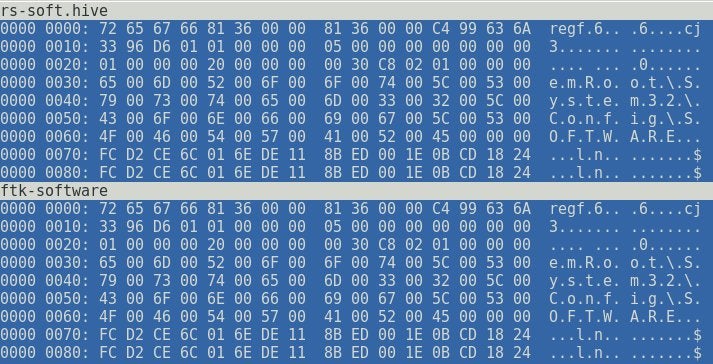 rs-soft.hive
0000 0000: 72 65 67 66 81 36 00 00  81 36 00 00 C4 99 63 6A  regf.6.. .6....cj
0000 0010: 33 96 D6 01 01 00 00 00  05 00 00 00 00 00 00 00  3....... ........
0000 0020: 01 00 00 00 20 00 00 00  00 30 C8 02 01 00 00 00  .... ... .0......
0000 0030: 65 00 6D 00 52 00 6F 00  6F 00 74 00 5C 00 53 00  e.m.R.o. o.t.\.S.
0000 0040: 79 00 73 00 74 00 65 00  6D 00 33 00 32 00 5C 00  y.s.t.e. m.3.2.\.
0000 0050: 43 00 6F 00 6E 00 66 00  69 00 67 00 5C 00 53 00  C.o.n.f. i.g.\.S.
0000 0060: 4F 00 46 00 54 00 57 00  41 00 52 00 45 00 00 00  O.F.T.W. A.R.E...
0000 0070: FC D2 CE 6C 01 6E DE 11  8B ED 00 1E 0B CD 18 24  ...l.n.. .......$
0000 0080: FC D2 CE 6C 01 6E DE 11  8B ED 00 1E 0B CD 18 24  ...l.n.. .......$
ftk-software
0000 0000: 72 65 67 66 81 36 00 00  81 36 00 00 C4 99 63 6A  regf.6.. .6....cj
0000 0010: 33 96 D6 01 01 00 00 00  05 00 00 00 00 00 00 00  3....... ........
0000 0020: 01 00 00 00 20 00 00 00  00 30 C8 02 01 00 00 00  .... ... .0......
0000 0030: 65 00 6D 00 52 00 6F 00  6F 00 74 00 5C 00 53 00  e.m.R.o. o.t.\.S.
0000 0040: 79 00 73 00 74 00 65 00  6D 00 33 00 32 00 5C 00  y.s.t.e. m.3.2.\.
0000 0050: 43 00 6F 00 6E 00 66 00  69 00 67 00 5C 00 53 00  C.o.n.f. i.g.\.S.
0000 0060: 4F 00 46 00 54 00 57 00  41 00 52 00 45 00 00 00  O.F.T.W. A.R.E...
0000 0070: FC D2 CE 6C 01 6E DE 11  8B ED 00 1E 0B CD 18 24  ...l.n.. .......$
0000 0080: FC D2 CE 6C 01 6E DE 11  8B ED 00 1E 0B CD 18 24  ...l.n.. .......$